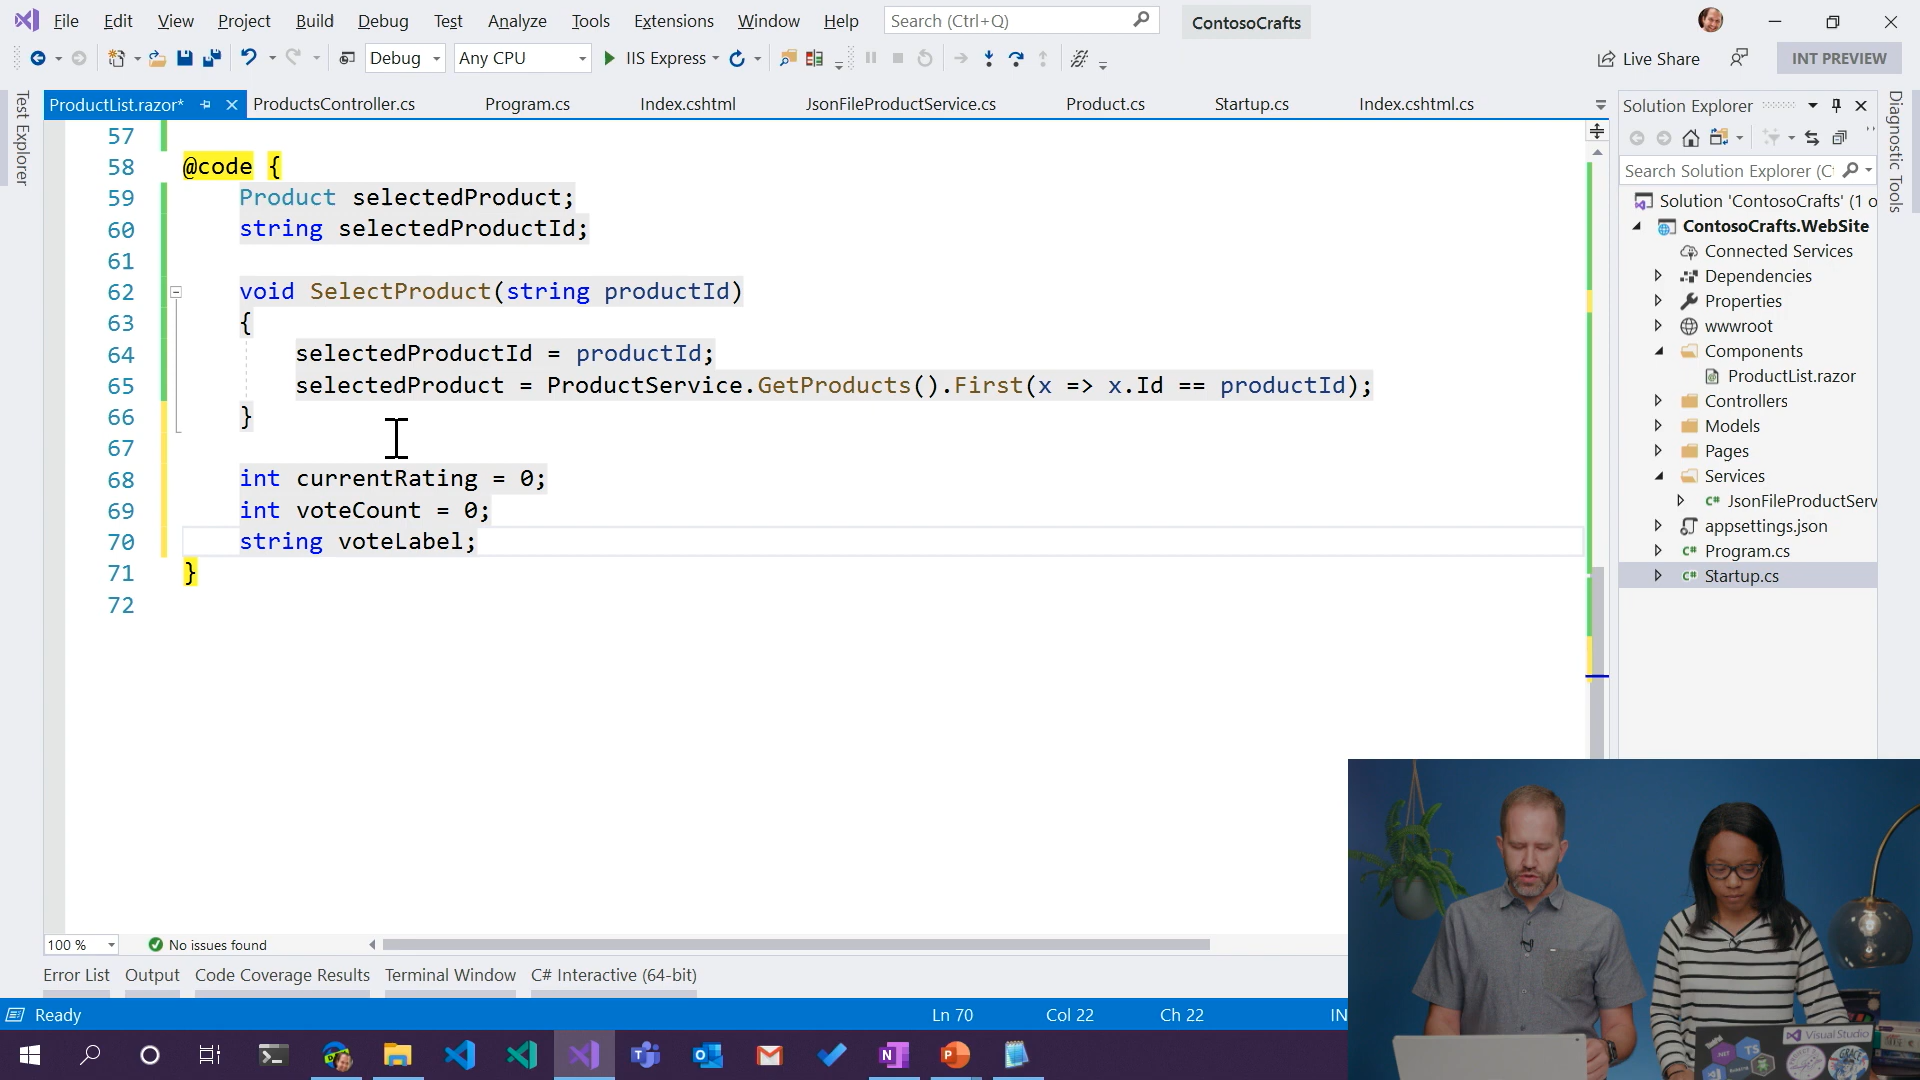 File Edit View Project Build Debug Test Analyze Tools Extensions Window Help Search (Ctrl+Q) ContosoCrafts
Debug Any CPU IIS Express Live Share INT PREVIEW
Test Explorer
ProductList.razor* ProductsController.cs Program.cs Index.cshtml JsonFileProductService.cs Product.cs Startup.cs Index.cshtml.cs
57
58 @code {
59 Product selectedProduct;
60 string selectedProductId;
61
62 void SelectProduct(string productId)
63 {
64 selectedProductId = productId;
65 selectedProduct = ProductService.GetProducts().First(x => x.Id == productId);
66 }
67
68 int currentRating = 0;
69 int voteCount = 0;
70 string voteLabel;
71 }
72
Solution Explorer
Search Solution Explorer (Ct
Solution 'ContosoCrafts' (1 o
ContosoCrafts.WebSite
Connected Services
Dependencies
Properties
wwwroot
Components
ProductList.razor
Controllers
Models
Pages
Services
JsonFileProductServ
appsettings.json
Program.cs
Startup.cs
Diagnostic Tools
100 % No issues found
Error List Output Code Coverage Results Terminal Window C# Interactive (64-bit)
Ready Ln 70 Col 22 Ch 22 IN
Visual Studio
.NET
TS
GRACE